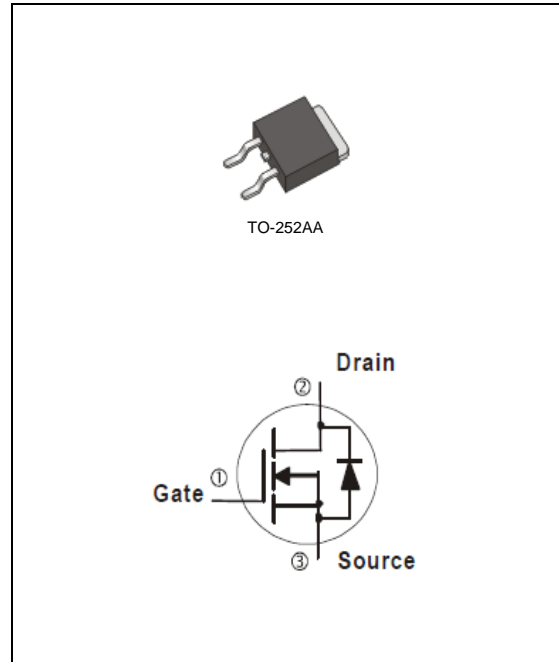 TO-252AA
Drain
②
①
Gate
③
Source